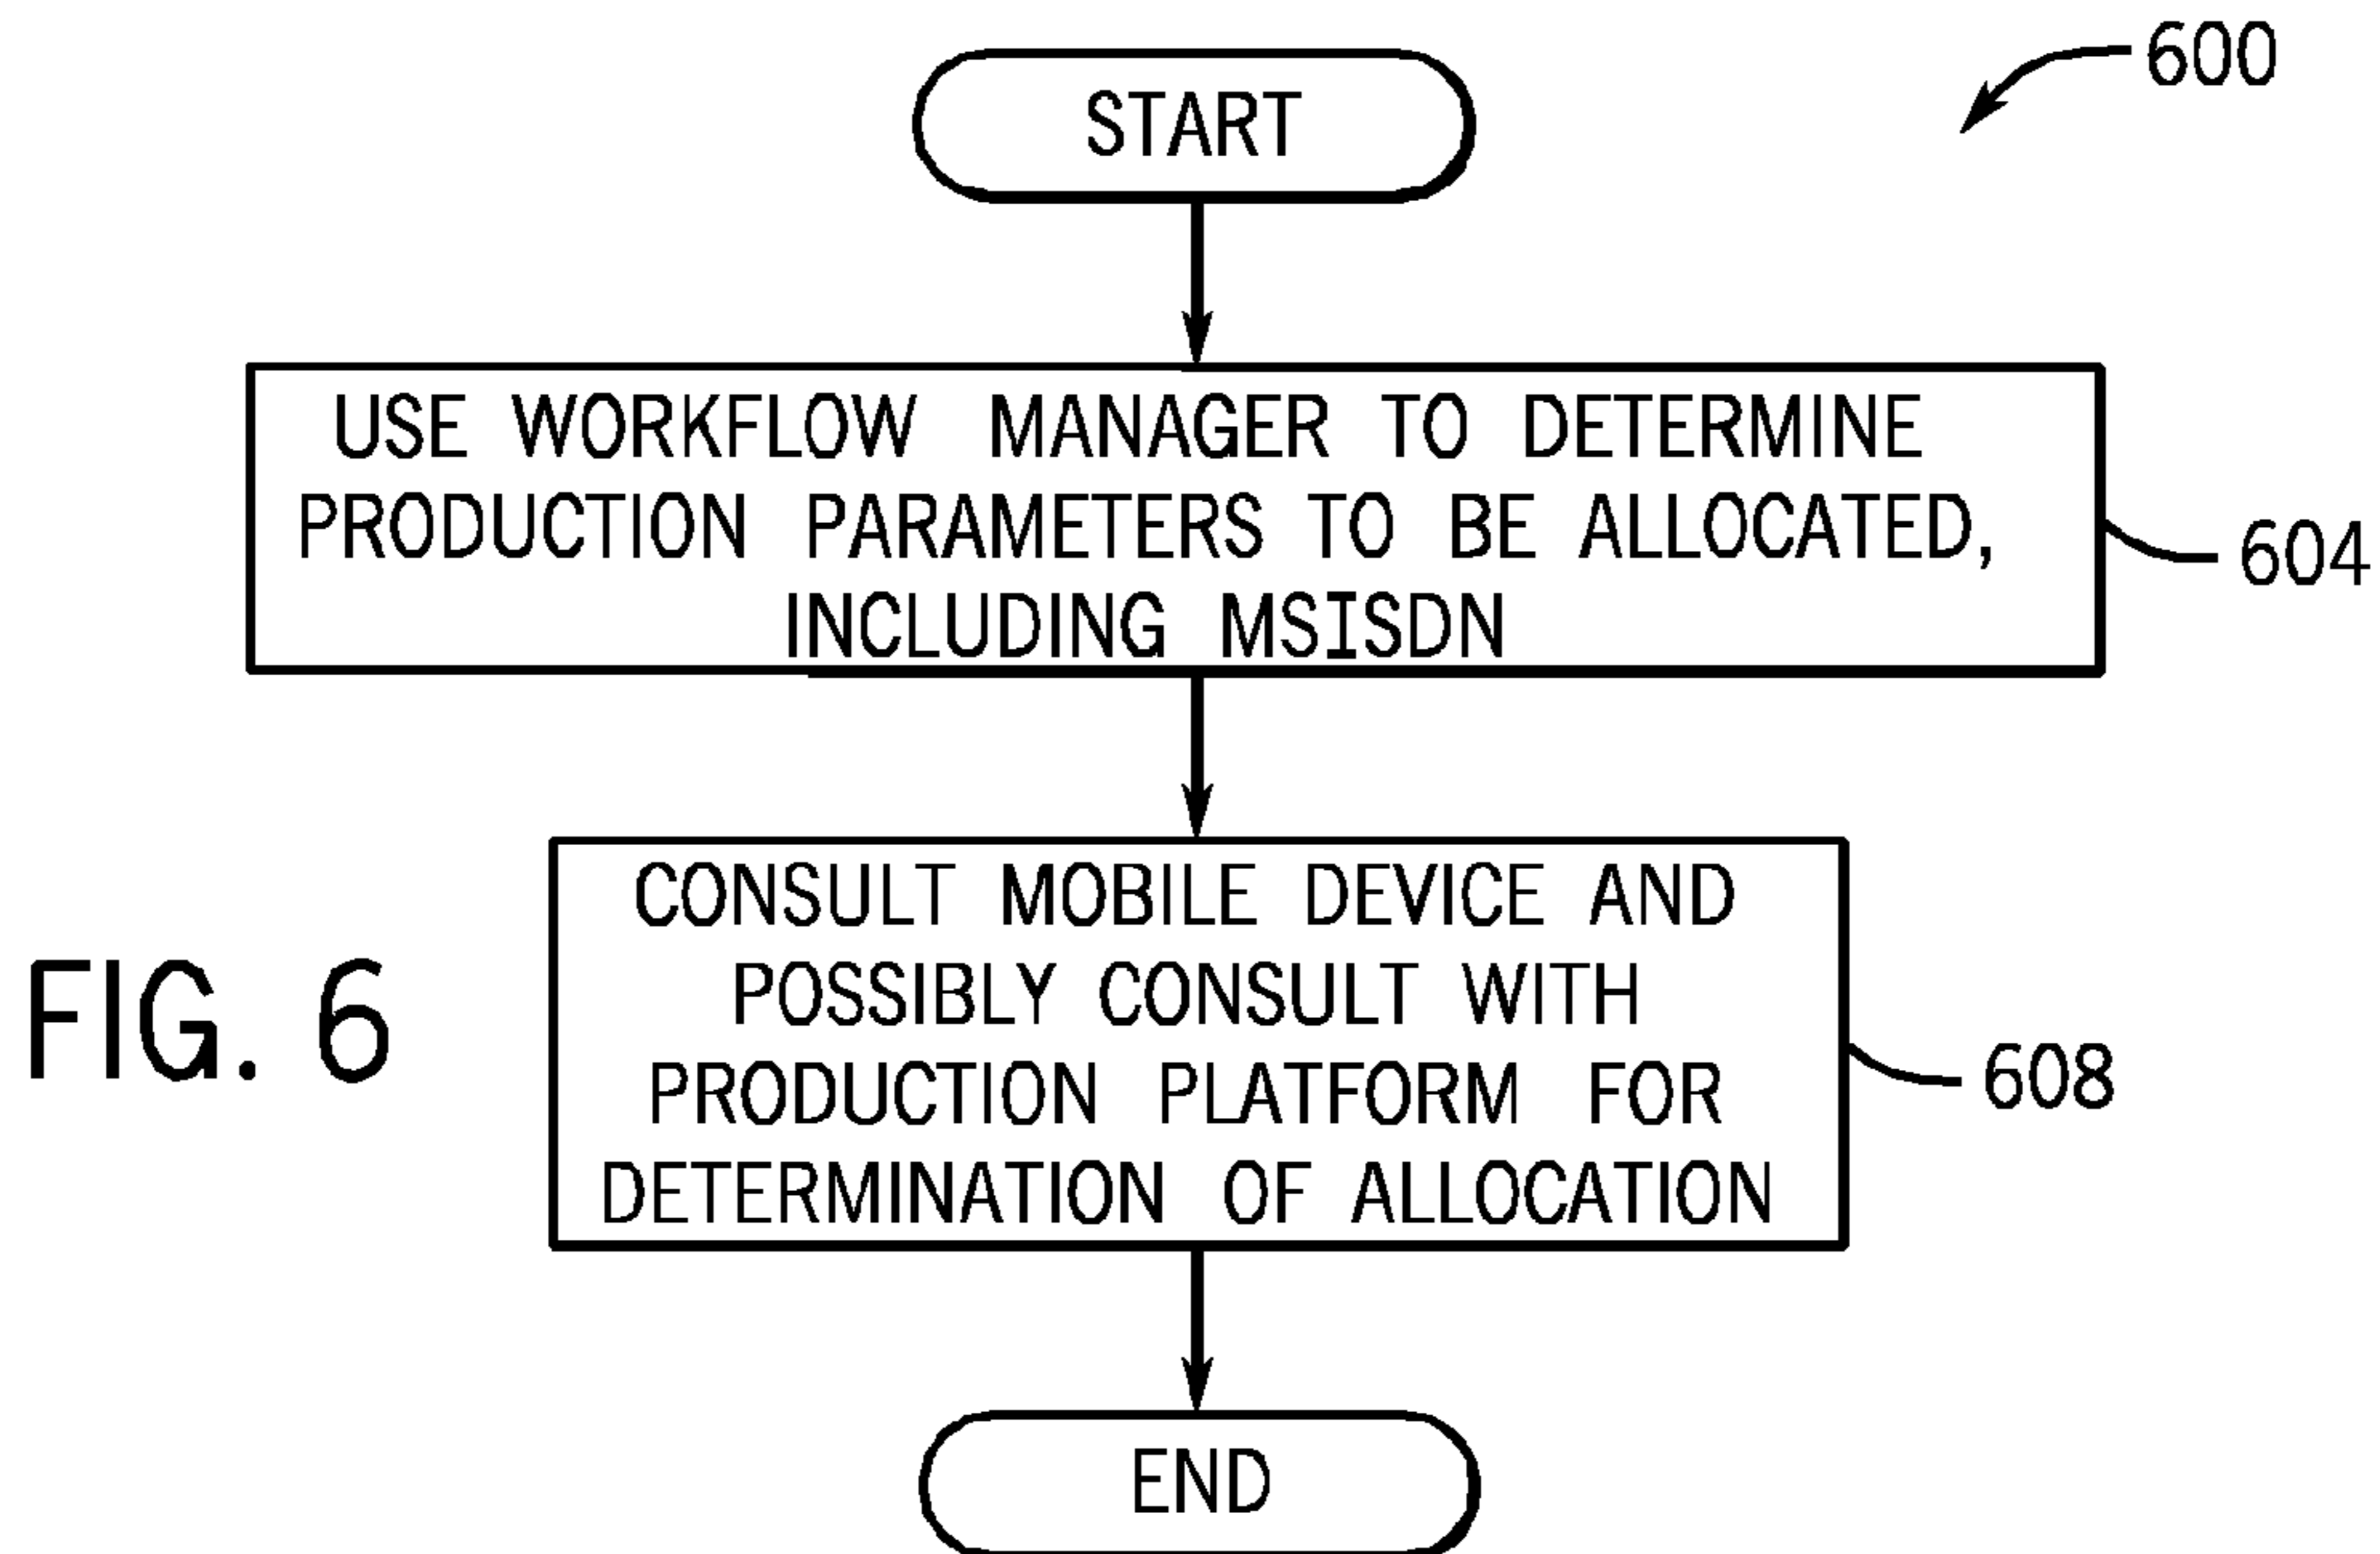 600
START
USE WORKFLOW MANAGER TO DETERMINE
PRODUCTION PARAMETERS TO BE ALLOCATED,
INCLUDING MSISDN
604
CONSULT MOBILE DEVICE AND
POSSIBLY CONSULT WITH
PRODUCTION PLATFORM FOR
DETERMINATION OF ALLOCATION
608
FIG. 6
END